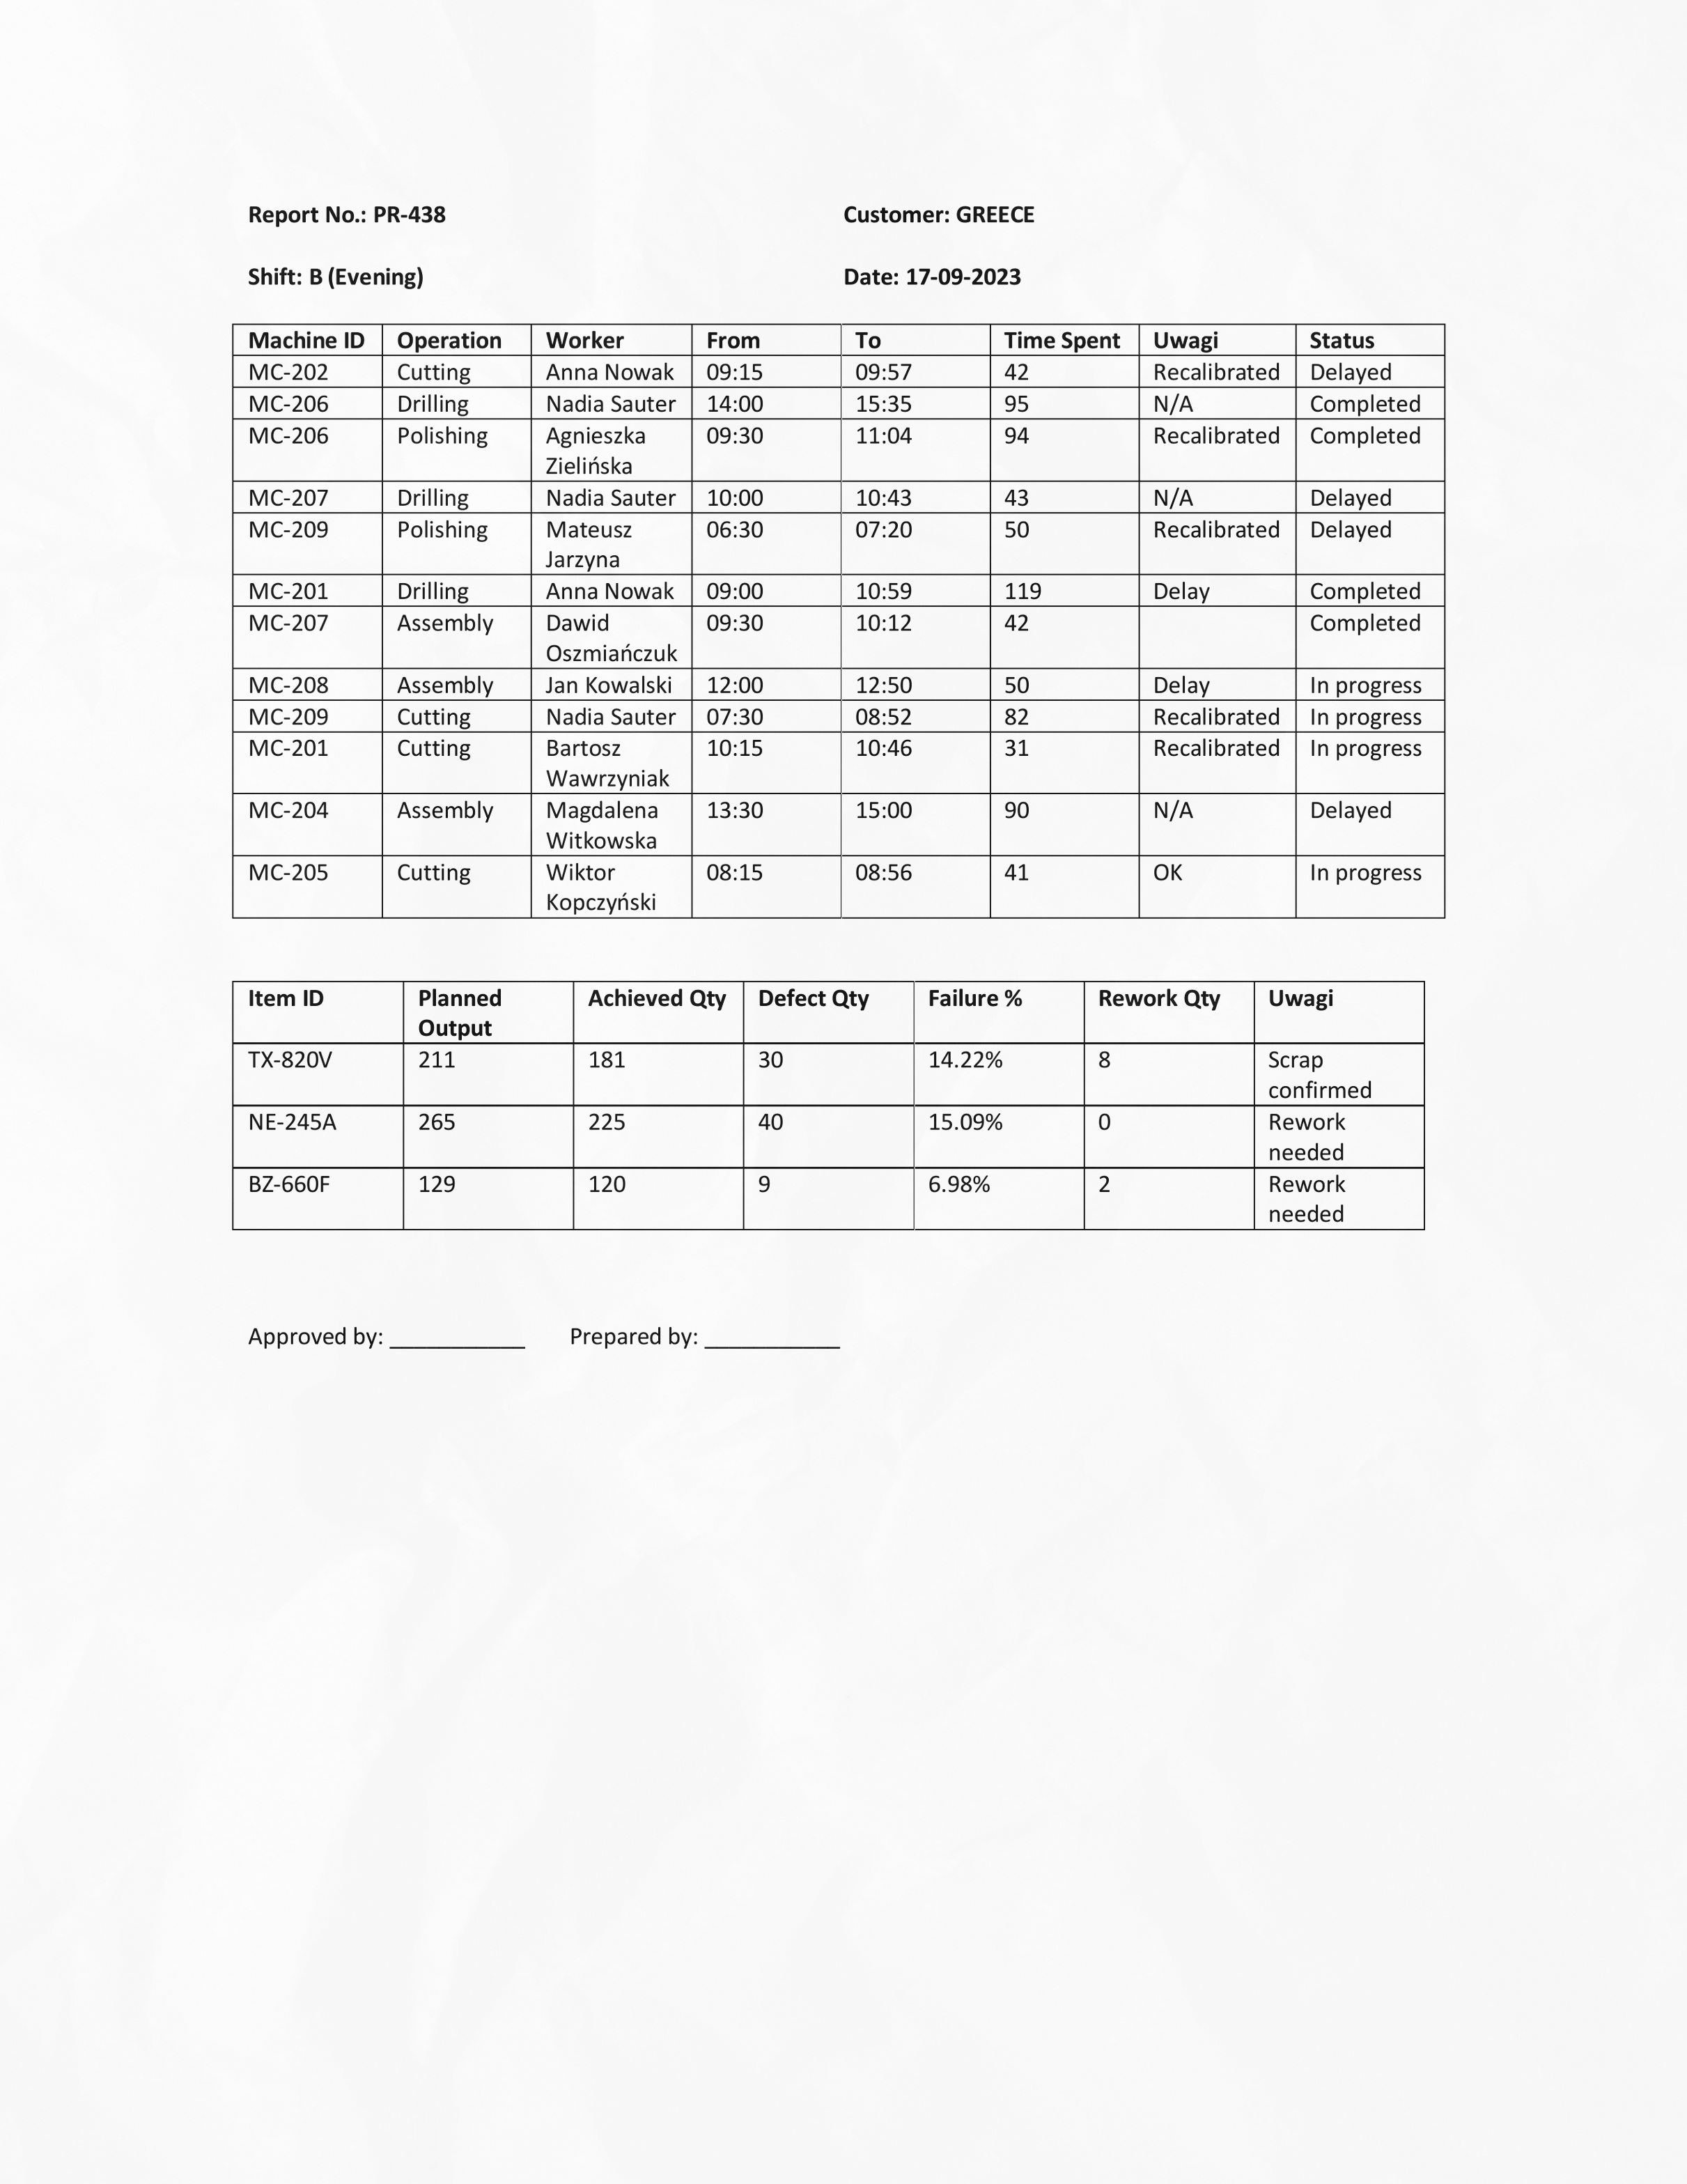 Report No.: PR-438 Customer: GREECE
Shift: B (Evening) Date: 17-09-2023
Machine ID Operation Worker From To Time Spent Uwagi Status
MC-202 Cutting Anna Nowak 09:15 09:57 42 Recalibrated Delayed
MC-206 Drilling Nadia Sauter 14:00 15:35 95 N/A Completed
MC-206 Polishing Agnieszka 09:30 11:04 94 Recalibrated Completed
Zielińska
MC-207 Drilling Nadia Sauter 10:00 10:43 43 N/A Delayed
MC-209 Polishing Mateusz 06:30 07:20 50 Recalibrated Delayed
Jarzyna
MC-201 Drilling Anna Nowak 09:00 10:59 119 Delay Completed
MC-207 Assembly Dawid 09:30 10:12 42 Completed
Oszmiańczuk
MC-208 Assembly Jan Kowalski 12:00 12:50 50 Delay In progress
MC-209 Cutting Nadia Sauter 07:30 08:52 82 Recalibrated In progress
MC-201 Cutting Bartosz 10:15 10:46 31 Recalibrated In progress
Wawrzyniak
MC-204 Assembly Magdalena 13:30 15:00 90 N/A Delayed
Witkowska
MC-205 Cutting Wiktor 08:15 08:56 41 OK In progress
Kopczyński
Item ID Planned Achieved Qty Defect Qty Failure % Rework Qty Uwagi
Output
TX-820V 211 181 30 14.22% 8 Scrap
confirmed
NE-245A 265 225 40 15.09% 0 Rework
needed
BZ-660F 129 120 9 6.98% 2 Rework
needed
Approved by: ___________ Prepared by: ___________